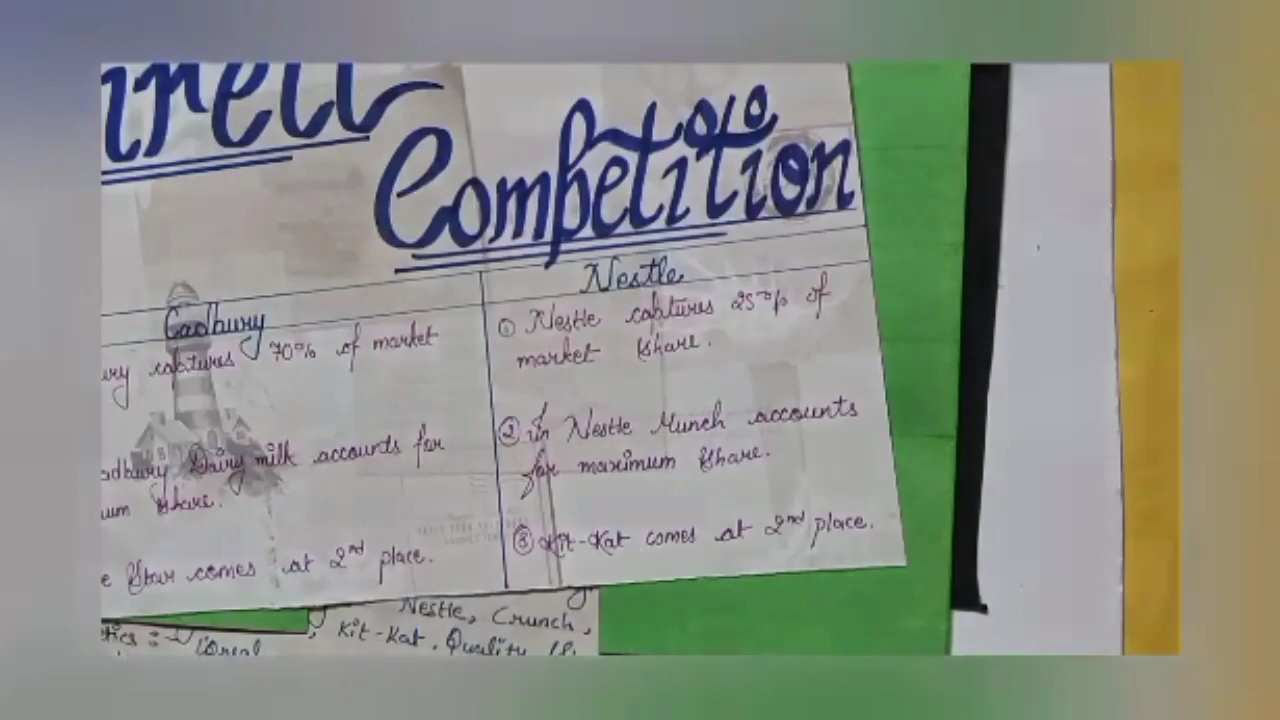 Competition
Cadbury
Nestle
captures 70% of market
Dairy milk accounts for
share.
Star comes at 2nd place.
① Nestle captures 25% of
market share.
② In Nestle Munch accounts
for maximum share.
③ Kit-Kat comes at 2nd place.
Nestle, Crunch,
Kit-Kat, Quality